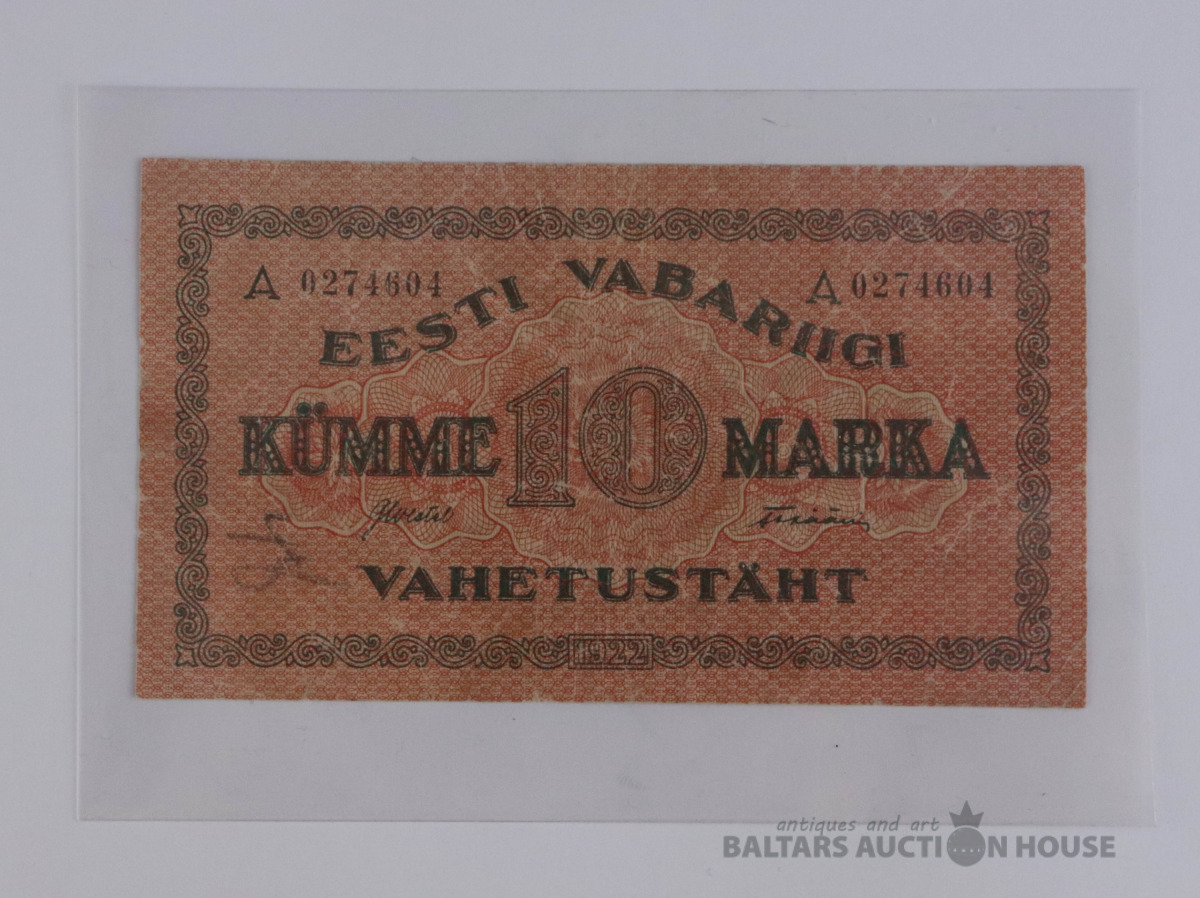 A 0274604 A 0274604
EESTI VABARIIGI
KÜMME 10 MARKA
VAHETUSTÄHT
1922
antiques and art
BALTARS AUCTION HOUSE